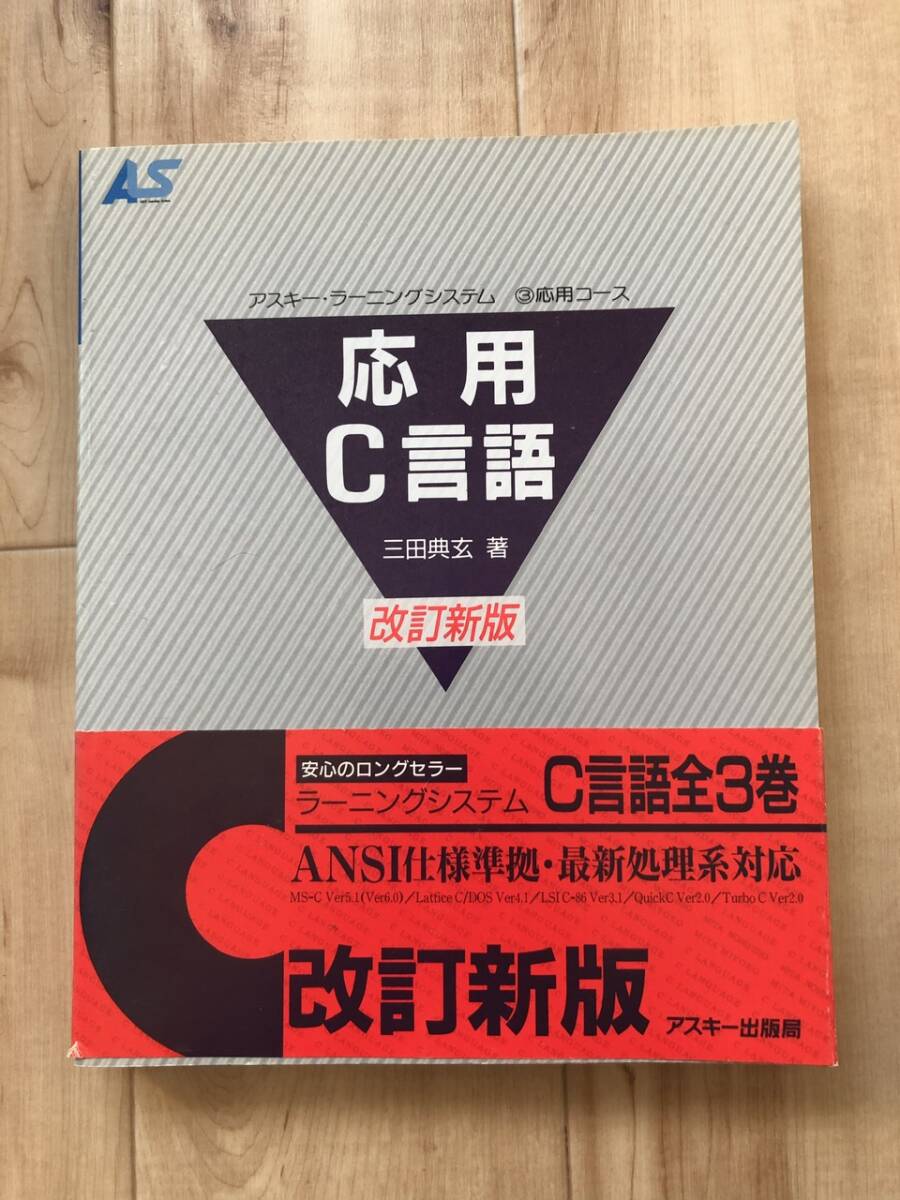 ALS
アスキー・ラーニングシステム ③応用コース
応用
C言語
三田典玄 著
改訂新版
安心のロングセラー
ラーニングシステム C言語全3巻
ANSI仕様準拠・最新処理系対応
MS-C Ver5.1(Ver6.0)/Lattice C/DOS Ver4.1/LSI C-86 Ver3.1/QuickC Ver2.0/Turbo C Ver2.0
改訂新版 アスキー出版局